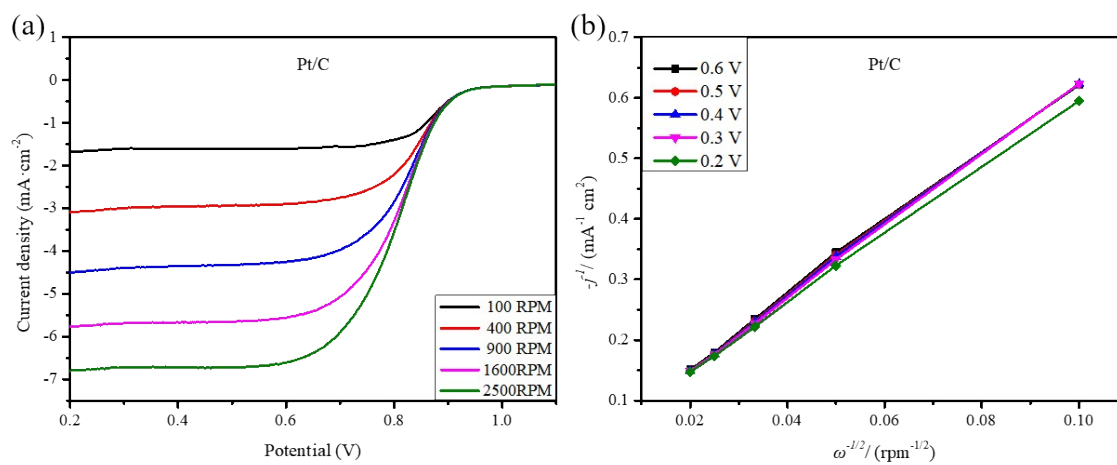 (a)
Pt/C
Current density (mA·cm⁻²)
1
0
-1
-2
-3
-4
-5
-6
-7
0.2
0.4
0.6
0.8
1.0
Potential (V)
100 RPM
400 RPM
900 RPM
1600RPM
2500RPM
(b)
Pt/C
-J⁻¹/ (mA⁻¹ cm²)
0.7
0.6
0.5
0.4
0.3
0.2
0.1
0.02
0.04
0.06
0.08
0.10
ω⁻¹/²/ (rpm⁻¹/²)
0.6 V
0.5 V
0.4 V
0.3 V
0.2 V